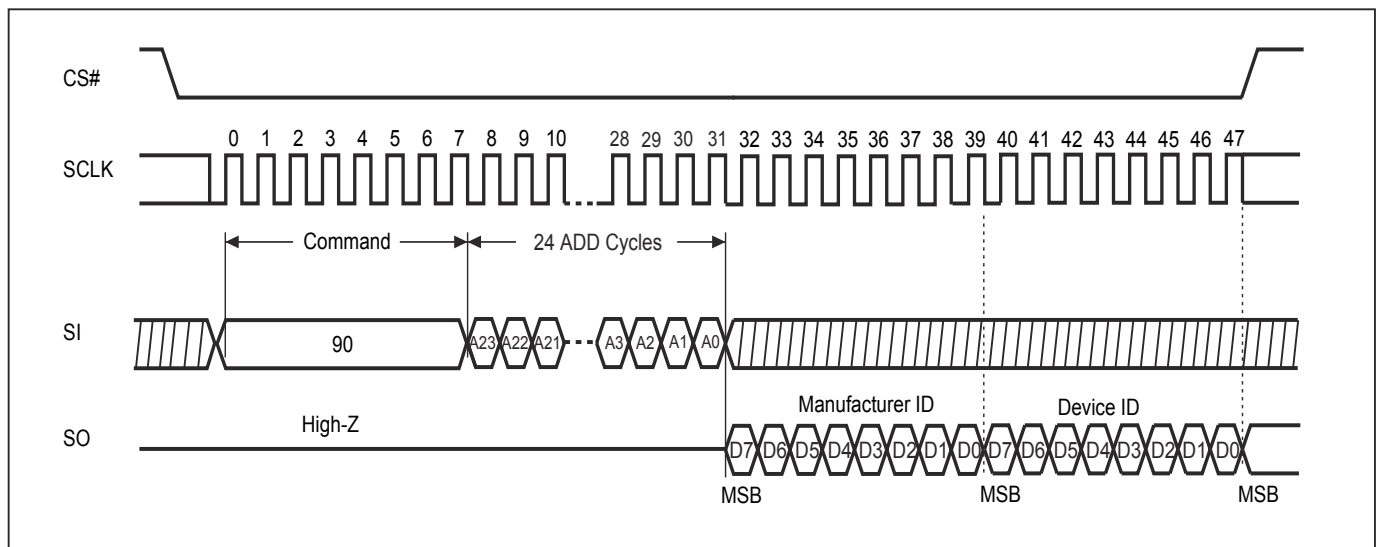 CS#
0 1 2 3 4 5 6 7 8 9 10 28 29 30 31 32 33 34 35 36 37 38 39 40 41 42 43 44 45 46 47
SCLK
Command 24 ADD Cycles
SI 90 A23 A22 A21 A3 A2 A1 A0
Manufacturer ID Device ID
High-Z
SO D7 D6 D5 D4 D3 D2 D1 D0 D7 D6 D5 D4 D3 D2 D1 D0
MSB MSB MSB